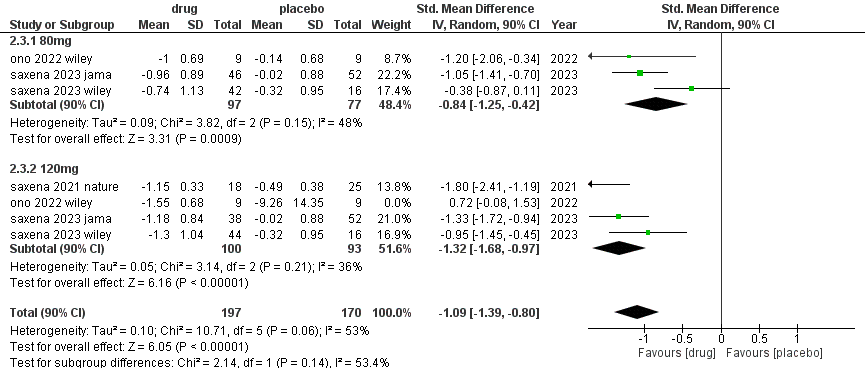 drug placebo Std. Mean Difference Std. Mean Difference
Study or Subgroup Mean SD Total Mean SD Total Weight IV, Random, 90% CI Year IV, Random, 90% CI
2.3.1 80mg
ono 2022 wiley -1 0.69 9 -0.14 0.68 9 8.7% -1.20 [-2.06, -0.34] 2022
saxena 2023 jama -0.96 0.89 46 -0.02 0.88 52 22.2% -1.05 [-1.41, -0.70] 2023
saxena 2023 wiley -0.74 1.13 42 -0.32 0.95 16 17.4% -0.38 [-0.87, 0.11] 2023
Subtotal (90% CI) 97 77 48.4% -0.84 [-1.25, -0.42]
Heterogeneity: Tau² = 0.09; Chi² = 3.82, df = 2 (P = 0.15); I² = 48%
Test for overall effect: Z = 3.31 (P = 0.0009)
2.3.2 120mg
saxena 2021 nature -1.15 0.33 18 -0.49 0.38 25 13.8% -1.80 [-2.41, -1.19] 2021
ono 2022 wiley -1.55 0.68 9 -9.26 14.35 9 0.0% 0.72 [-0.08, 1.53] 2022
saxena 2023 jama -1.18 0.84 38 -0.02 0.88 52 21.0% -1.33 [-1.72, -0.94] 2023
saxena 2023 wiley -1.3 1.04 44 -0.32 0.95 16 16.9% -0.95 [-1.45, -0.45] 2023
Subtotal (90% CI) 100 93 51.6% -1.32 [-1.68, -0.97]
Heterogeneity: Tau² = 0.05; Chi² = 3.14, df = 2 (P = 0.21); I² = 36%
Test for overall effect: Z = 6.16 (P < 0.00001)
Total (90% CI) 197 170 100.0% -1.09 [-1.39, -0.80]
Heterogeneity: Tau² = 0.10; Chi² = 10.71, df = 5 (P = 0.06); I² = 53%
Test for overall effect: Z = 6.05 (P < 0.00001)
Test for subgroup differences: Chi² = 2.14, df = 1 (P = 0.14), I² = 53.4%
-1 -0.5 0 0.5 1
Favours [drug] Favours [placebo]